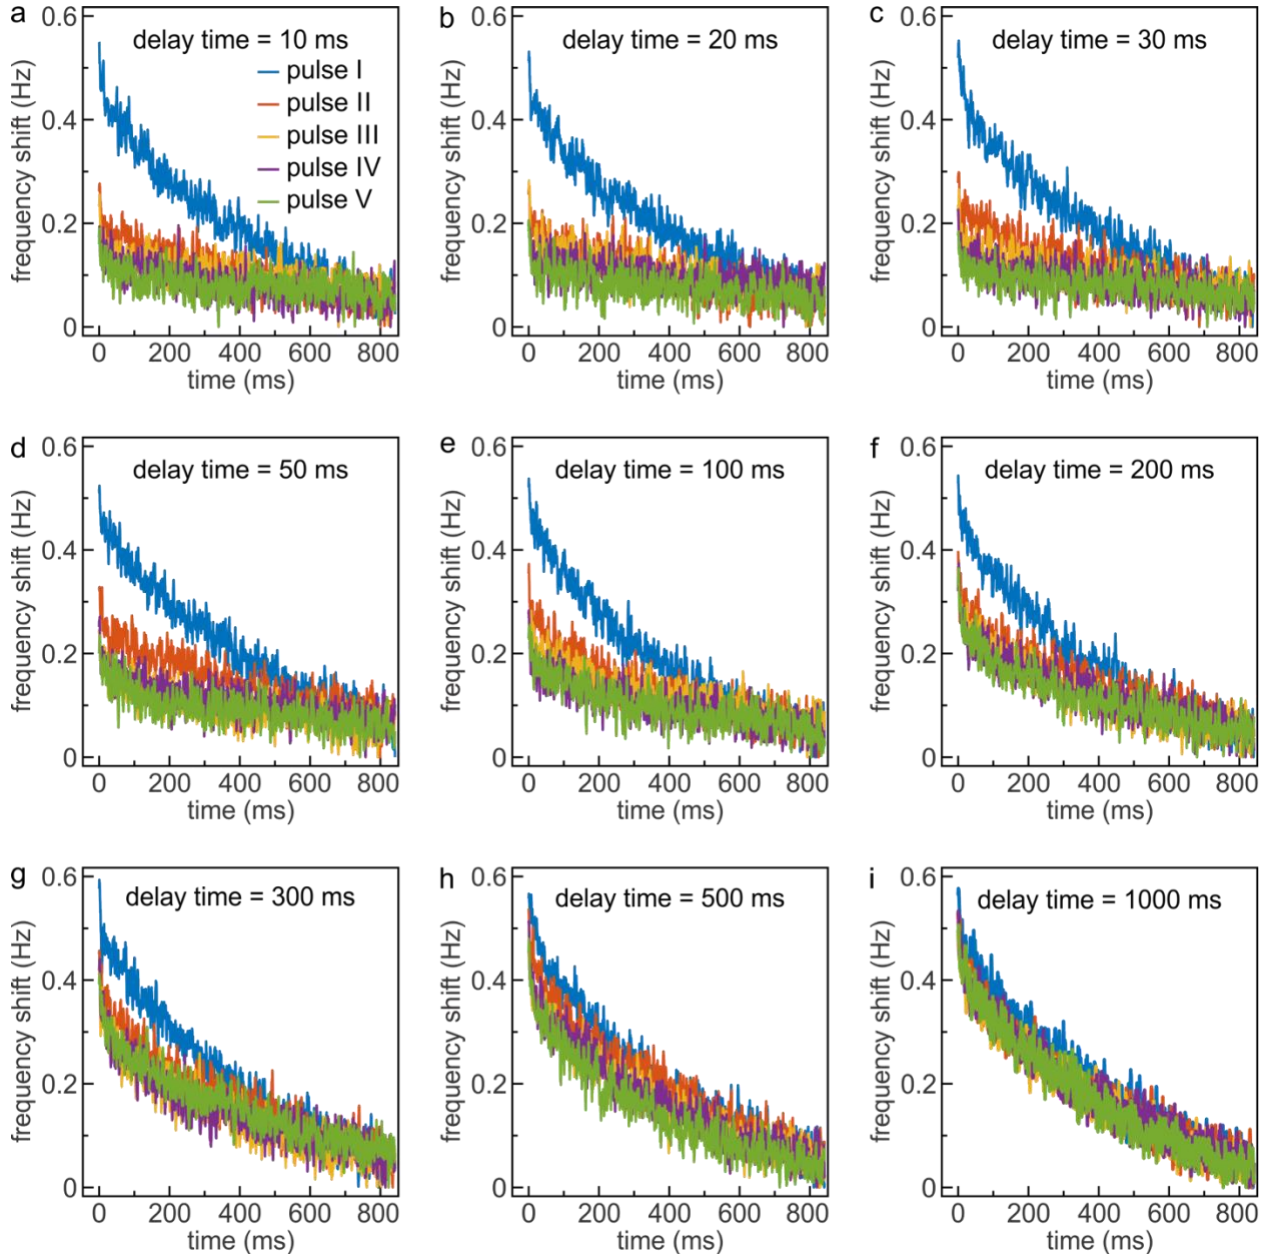 a
delay time = 10 ms
pulse I
pulse II
pulse III
pulse IV
pulse V
frequency shift (Hz)
0.6
0.4
0.2
0
0 200 400 600 800
time (ms)
b
delay time = 20 ms
frequency shift (Hz)
0.6
0.4
0.2
0
0 200 400 600 800
time (ms)
c
delay time = 30 ms
frequency shift (Hz)
0.6
0.4
0.2
0
0 200 400 600 800
time (ms)
d
delay time = 50 ms
frequency shift (Hz)
0.6
0.4
0.2
0
0 200 400 600 800
time (ms)
e
delay time = 100 ms
frequency shift (Hz)
0.6
0.4
0.2
0
0 200 400 600 800
time (ms)
f
delay time = 200 ms
frequency shift (Hz)
0.6
0.4
0.2
0
0 200 400 600 800
time (ms)
g
delay time = 300 ms
frequency shift (Hz)
0.6
0.4
0.2
0
0 200 400 600 800
time (ms)
h
delay time = 500 ms
frequency shift (Hz)
0.6
0.4
0.2
0
0 200 400 600 800
time (ms)
i
delay time = 1000 ms
frequency shift (Hz)
0.6
0.4
0.2
0
0 200 400 600 800
time (ms)